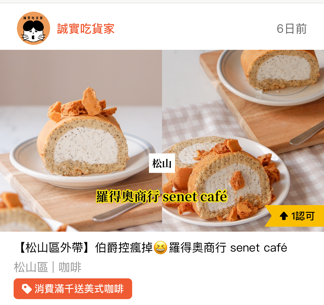 誠實吃貨家
6日前
松山
羅得奧商行 senet café
1認可
【松山區外帶】伯爵控瘋掉😆羅得奧商行 senet café
松山區 | 咖啡
消費滿千送美式咖啡